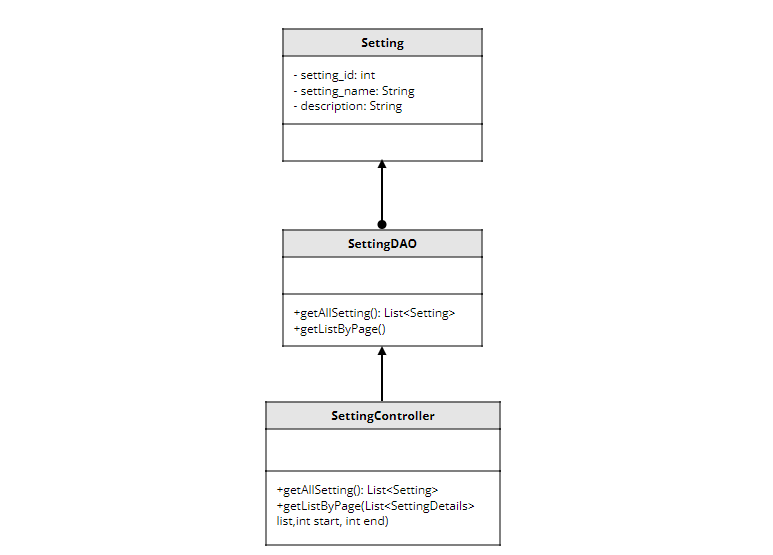 Setting
- setting_id: int
- setting_name: String
- description: String
SettingDAO
+getAllSetting(): List<Setting>
+getListByPage()
SettingController
+getAllSetting(): List<Setting>
+getListByPage(List<SettingDetails>
list,int start, int end)